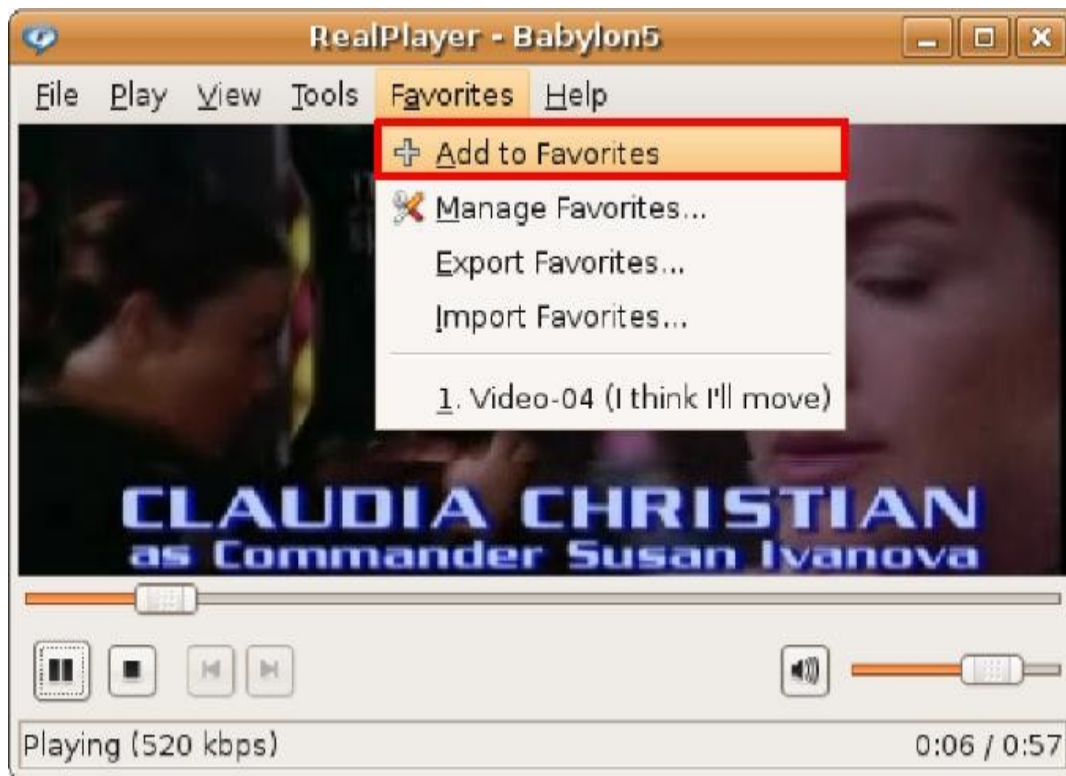 RealPlayer - Babylon5
File Play View Tools Favorites Help
Add to Favorites
Manage Favorites...
Export Favorites...
Import Favorites...
1. Video-04 (I think I'll move)
CLAUDIA CHRISTIAN
as Commander Susan Ivanova
Playing (520 kbps) 0:06 / 0:57